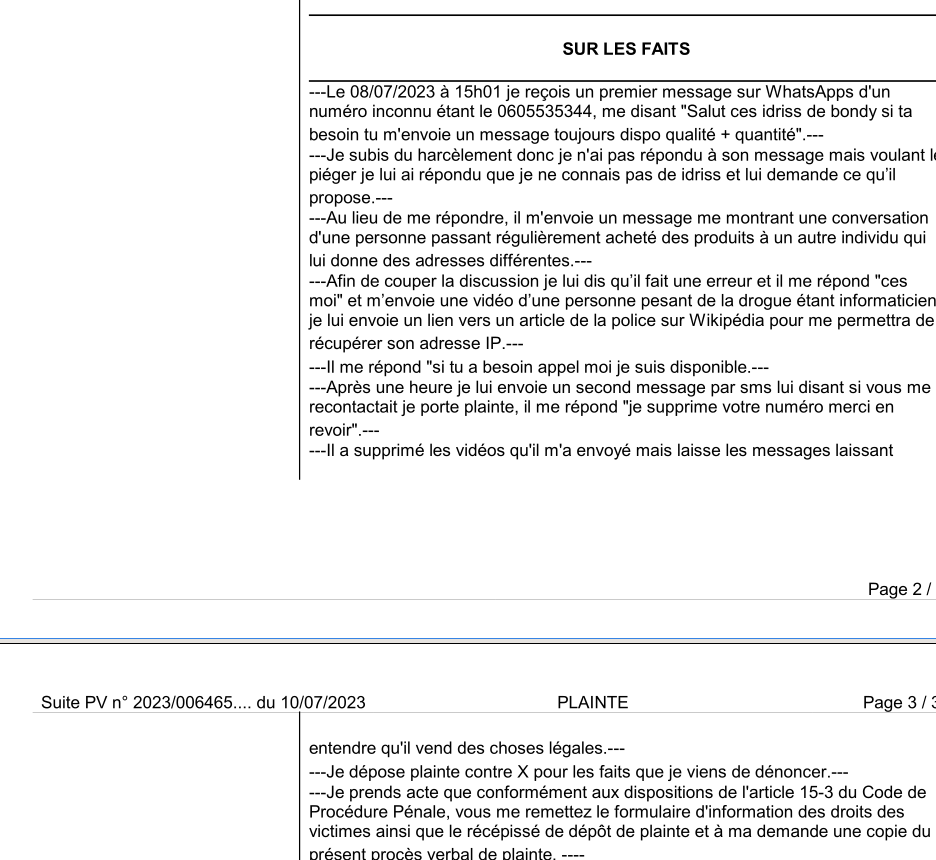 SUR LES FAITS
---Le 08/07/2023 à 15h01 je reçois un premier message sur WhatsApps d'un
numéro inconnu étant le 0605535344, me disant "Salut ces idriss de bondy si ta
besoin tu m'envoie un message toujours dispo qualité + quantité".---
---Je subis du harcèlement donc je n'ai pas répondu à son message mais voulant le
piéger je lui ai répondu que je ne connais pas de idriss et lui demande ce qu'il
propose.---
---Au lieu de me répondre, il m'envoie un message me montrant une conversation
d'une personne passant régulièrement acheté des produits à un autre individu qui
lui donne des adresses différentes.---
---Afin de couper la discussion je lui dis qu'il fait une erreur et il me répond "ces
moi" et m'envoie une vidéo d'une personne pesant de la drogue étant informaticien
je lui envoie un lien vers un article de la police sur Wikipédia pour me permettra de
récupérer son adresse IP.---
---Il me répond "si tu a besoin appel moi je suis disponible.---
---Après une heure je lui envoie un second message par sms lui disant si vous me
recontactait je porte plainte, il me répond "je supprime votre numéro merci en
revoir".---
---Il a supprimé les vidéos qu'il m'a envoyé mais laisse les messages laissant
Page 2 /
Suite PV n° 2023/006465.... du 10/07/2023 PLAINTE Page 3 / 3
entendre qu'il vend des choses légales.---
---Je dépose plainte contre X pour les faits que je viens de dénoncer.---
---Je prends acte que conformément aux dispositions de l'article 15-3 du Code de
Procédure Pénale, vous me remettez le formulaire d'information des droits des
victimes ainsi que le récépissé de dépôt de plainte et à ma demande une copie du
présent procès verbal de plainte. ----